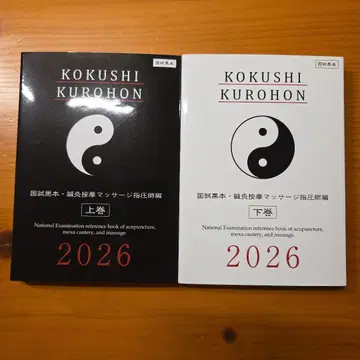 国試黒本
KOKUSHI
KUROHON
国試黒本・鍼灸按摩マッサージ指圧師編
上巻
National Examination reference book of acupuncture,
moxa cautery, and massage.
2026
国試黒本
KOKUSHI
KUROHON
国試黒本・鍼灸按摩マッサージ指圧師編
下巻
National Examination reference book of acupuncture,
moxa cautery, and massage.
2026